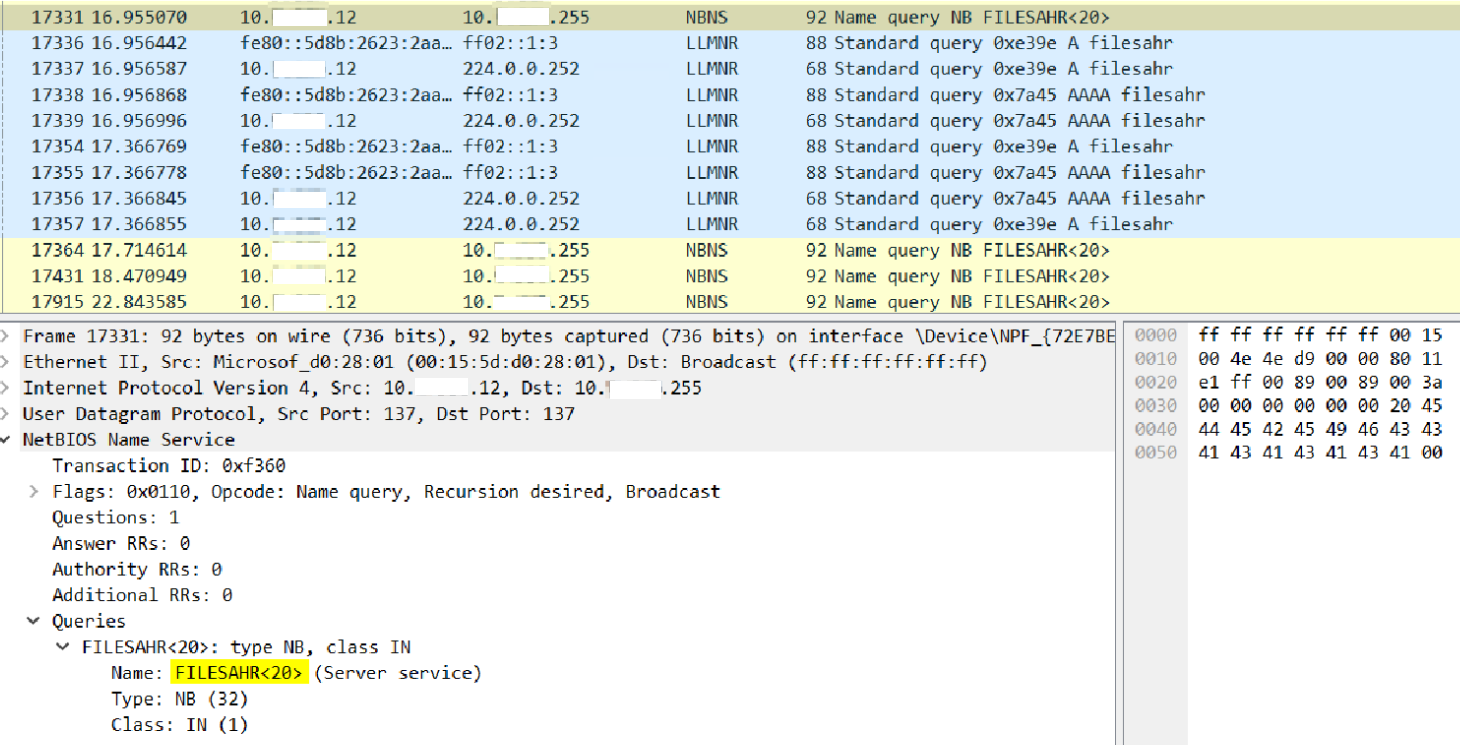 17331 16.955070 10. .12 10. .255 NBNS 92 Name query NB FILESAHR<20>
17336 16.956442 fe80::5d8b:2623:2aa… ff02::1:3 LLMNR 88 Standard query 0xe39e A filesahr
17337 16.956587 10. .12 224.0.0.252 LLMNR 68 Standard query 0xe39e A filesahr
17338 16.956868 fe80::5d8b:2623:2aa… ff02::1:3 LLMNR 88 Standard query 0x7a45 AAAA filesahr
17339 16.956996 10. .12 224.0.0.252 LLMNR 68 Standard query 0x7a45 AAAA filesahr
17354 17.366769 fe80::5d8b:2623:2aa… ff02::1:3 LLMNR 88 Standard query 0xe39e A filesahr
17355 17.366778 fe80::5d8b:2623:2aa… ff02::1:3 LLMNR 88 Standard query 0x7a45 AAAA filesahr
17356 17.366845 10. .12 224.0.0.252 LLMNR 68 Standard query 0x7a45 AAAA filesahr
17357 17.366855 10. .12 224.0.0.252 LLMNR 68 Standard query 0xe39e A filesahr
17364 17.714614 10. .12 10. .255 NBNS 92 Name query NB FILESAHR<20>
17431 18.470949 10. .12 10. .255 NBNS 92 Name query NB FILESAHR<20>
17915 22.843585 10. .12 10. .255 NBNS 92 Name query NB FILESAHR<20>
Frame 17331: 92 bytes on wire (736 bits), 92 bytes captured (736 bits) on interface \Device\NPF_{72E7BE
Ethernet II, Src: Microsof_d0:28:01 (00:15:5d:d0:28:01), Dst: Broadcast (ff:ff:ff:ff:ff:ff)
Internet Protocol Version 4, Src: 10. .12, Dst: 10. .255
User Datagram Protocol, Src Port: 137, Dst Port: 137
NetBIOS Name Service
Transaction ID: 0xf360
Flags: 0x0110, Opcode: Name query, Recursion desired, Broadcast
Questions: 1
Answer RRs: 0
Authority RRs: 0
Additional RRs: 0
Queries
FILESAHR<20>: type NB, class IN
Name: FILESAHR<20> (Server service)
Type: NB (32)
Class: IN (1)
0000 ff ff ff ff ff ff 00 15
0010 00 4e 4e d9 00 00 80 11
0020 e1 ff 00 89 00 89 00 3a
0030 00 00 00 00 00 00 20 45
0040 44 45 42 45 49 46 43 43
0050 41 43 41 43 41 43 41 00